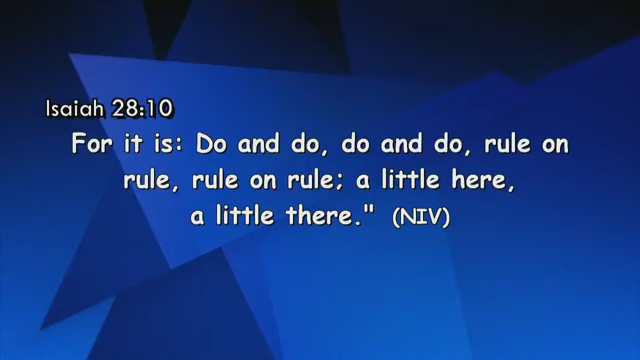 Isaiah 28:10
For it is: Do and do, do and do, rule on
rule, rule on rule; a little here,
a little there." (NIV)